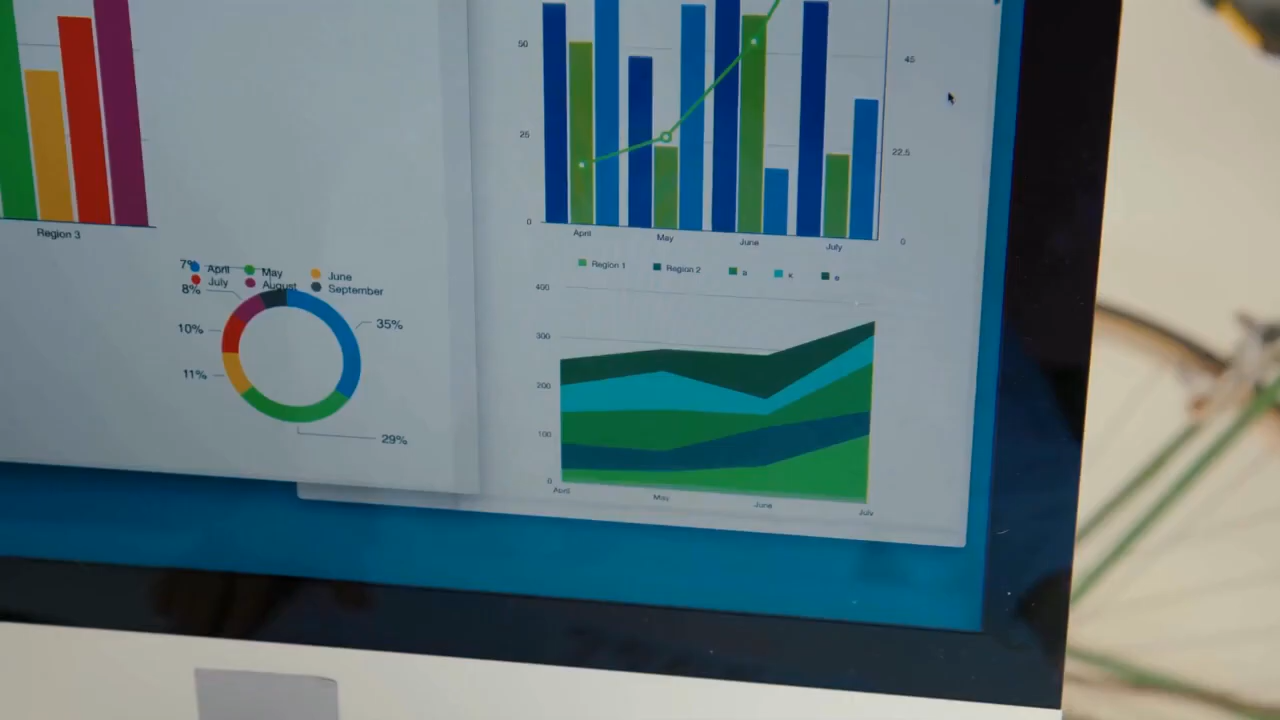 Region 3
7%
April May June
July August September
8%
35%
10%
11%
29%
50
25
0
45
22.5
0
April May June July
Region 1 Region 2 a к e
400
300
200
100
0
April May June July